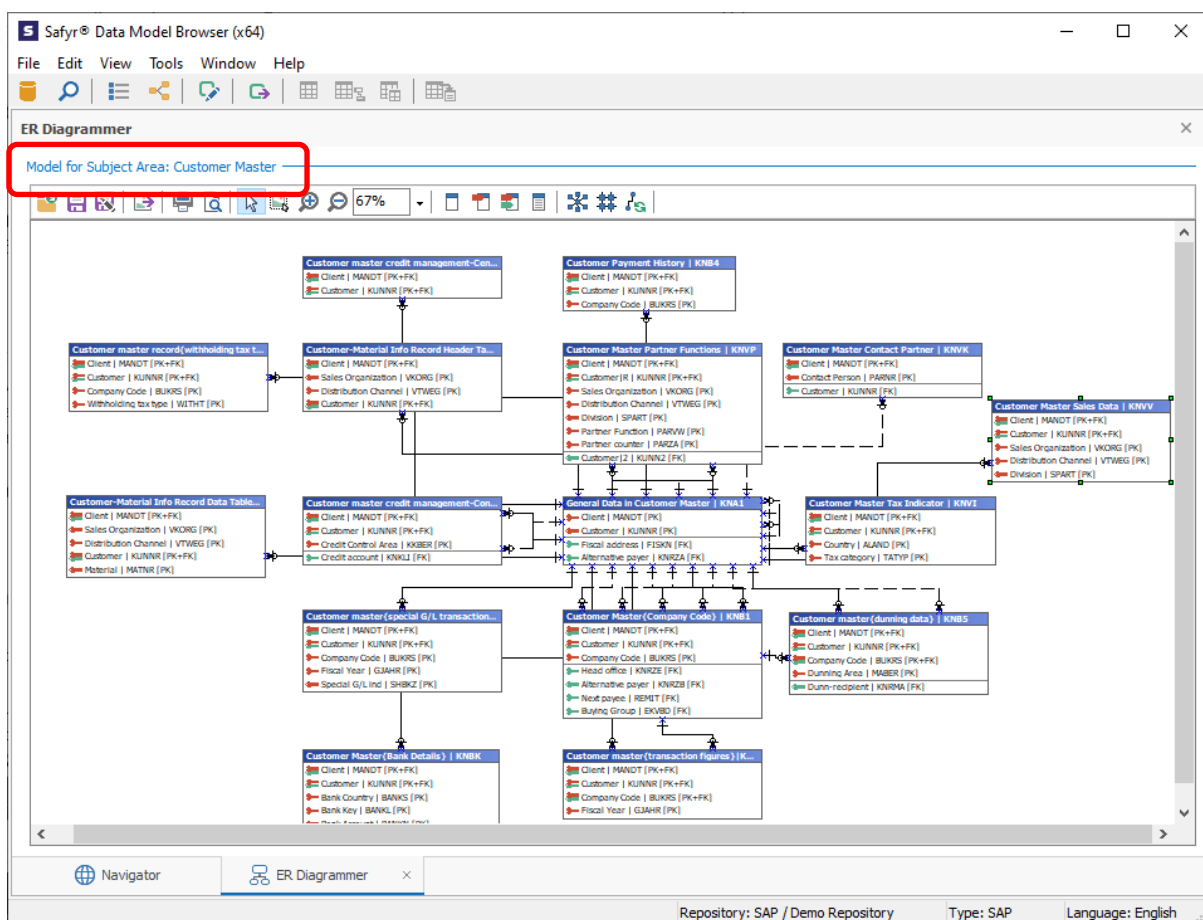 S Safyr® Data Model Browser (x64)
File Edit View Tools Window Help
ER Diagrammer
Model for Subject Area: Customer Master
67%
Customer master credit management-Cen...
Client | MANDT [PK+FK]
Customer | KUNNR [PK+FK]
Customer Payment History | KNB4
Client | MANDT [PK+FK]
Customer | KUNNR [PK+FK]
Company Code | BUKRS [PK]
Customer master record{withholding tax t...
Client | MANDT [PK+FK]
Customer | KUNNR [PK+FK]
Company Code | BUKRS [PK]
Withholding tax type | WITHT [PK]
Customer-Material Info Record Header Ta...
Client | MANDT [PK+FK]
Sales Organization | VKORG [PK]
Distribution Channel | VTWEG [PK]
Customer | KUNNR [PK+FK]
Customer Master Partner Functions | KNVP
Client | MANDT [PK+FK]
Customer|R | KUNNR [PK+FK]
Sales Organization | VKORG [PK]
Distribution Channel | VTWEG [PK]
Division | SPART [PK]
Partner Function | PARVW [PK]
Partner counter | PARZA [PK]
Customer|2 | KUNN2 [FK]
Customer Master Contact Partner | KNVK
Client | MANDT [PK+FK]
Contact Person | PARNR [PK]
Customer | KUNNR [FK]
Customer Master Sales Data | KNVV
Client | MANDT [PK+FK]
Customer | KUNNR [PK+FK]
Sales Organization | VKORG [PK]
Distribution Channel | VTWEG [PK]
Division | SPART [PK]
Customer-Material Info Record Data Table...
Client | MANDT [PK+FK]
Sales Organization | VKORG [PK]
Distribution Channel | VTWEG [PK]
Customer | KUNNR [PK+FK]
Material | MATNR [PK]
Customer master credit management-Con...
Client | MANDT [PK+FK]
Customer | KUNNR [PK+FK]
Credit Control Area | KKBER [PK]
Credit account | KNKLI [FK]
General Data in Customer Master | KNA1
Client | MANDT [PK]
Customer | KUNNR [PK]
Fiscal address | FISKN [FK]
Alternative payer | KNRZA [FK]
Customer Master Tax Indicator | KNVI
Client | MANDT [PK+FK]
Customer | KUNNR [PK+FK]
Country | ALAND [PK]
Tax category | TATYP [PK]
Customer master{special G/L transaction...
Client | MANDT [PK+FK]
Customer | KUNNR [PK+FK]
Company Code | BUKRS [PK]
Fiscal Year | GJAHR [PK]
Special G/L ind | SHBKZ [PK]
Customer Master{Company Code} | KNB1
Client | MANDT [PK+FK]
Customer | KUNNR [PK+FK]
Company Code | BUKRS [PK]
Head office | KNRZE [FK]
Alternative payer | KNRZB [FK]
Next payee | REMIT [FK]
Buying Group | EKVBD [FK]
Customer master{dunning data} | KNB5
Client | MANDT [PK+FK]
Customer | KUNNR [PK+FK]
Company Code | BUKRS [PK+FK]
Dunning Area | MABER [PK]
Dunn-recipient | KNRMA [FK]
Customer Master{Bank Details} | KNBK
Client | MANDT [PK+FK]
Customer | KUNNR [PK+FK]
Bank Country | BANKS [PK]
Bank Key | BANKL [PK]
Bank Account | BANKN [PK]
Customer master{transaction figures}|K...
Client | MANDT [PK+FK]
Customer | KUNNR [PK+FK]
Company Code | BUKRS [PK+FK]
Fiscal Year | GJAHR [PK]
Navigator
ER Diagrammer
Repository: SAP / Demo Repository Type: SAP Language: English